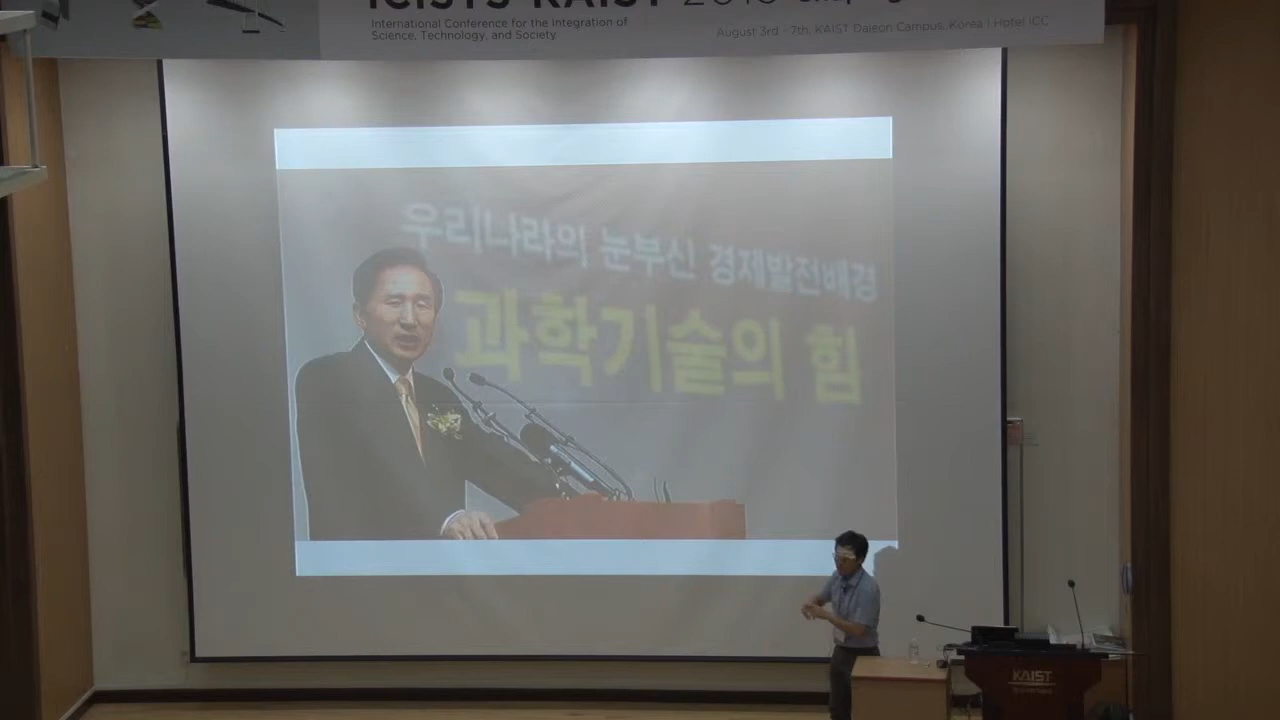 International Conference for the Integration of
Science, Technology, and Society
August 3rd - 7th, KAIST Daejeon Campus, Korea | Hotel ICC
우리나라의 눈부신 경제발전배경
과학기술의 힘
KAIST